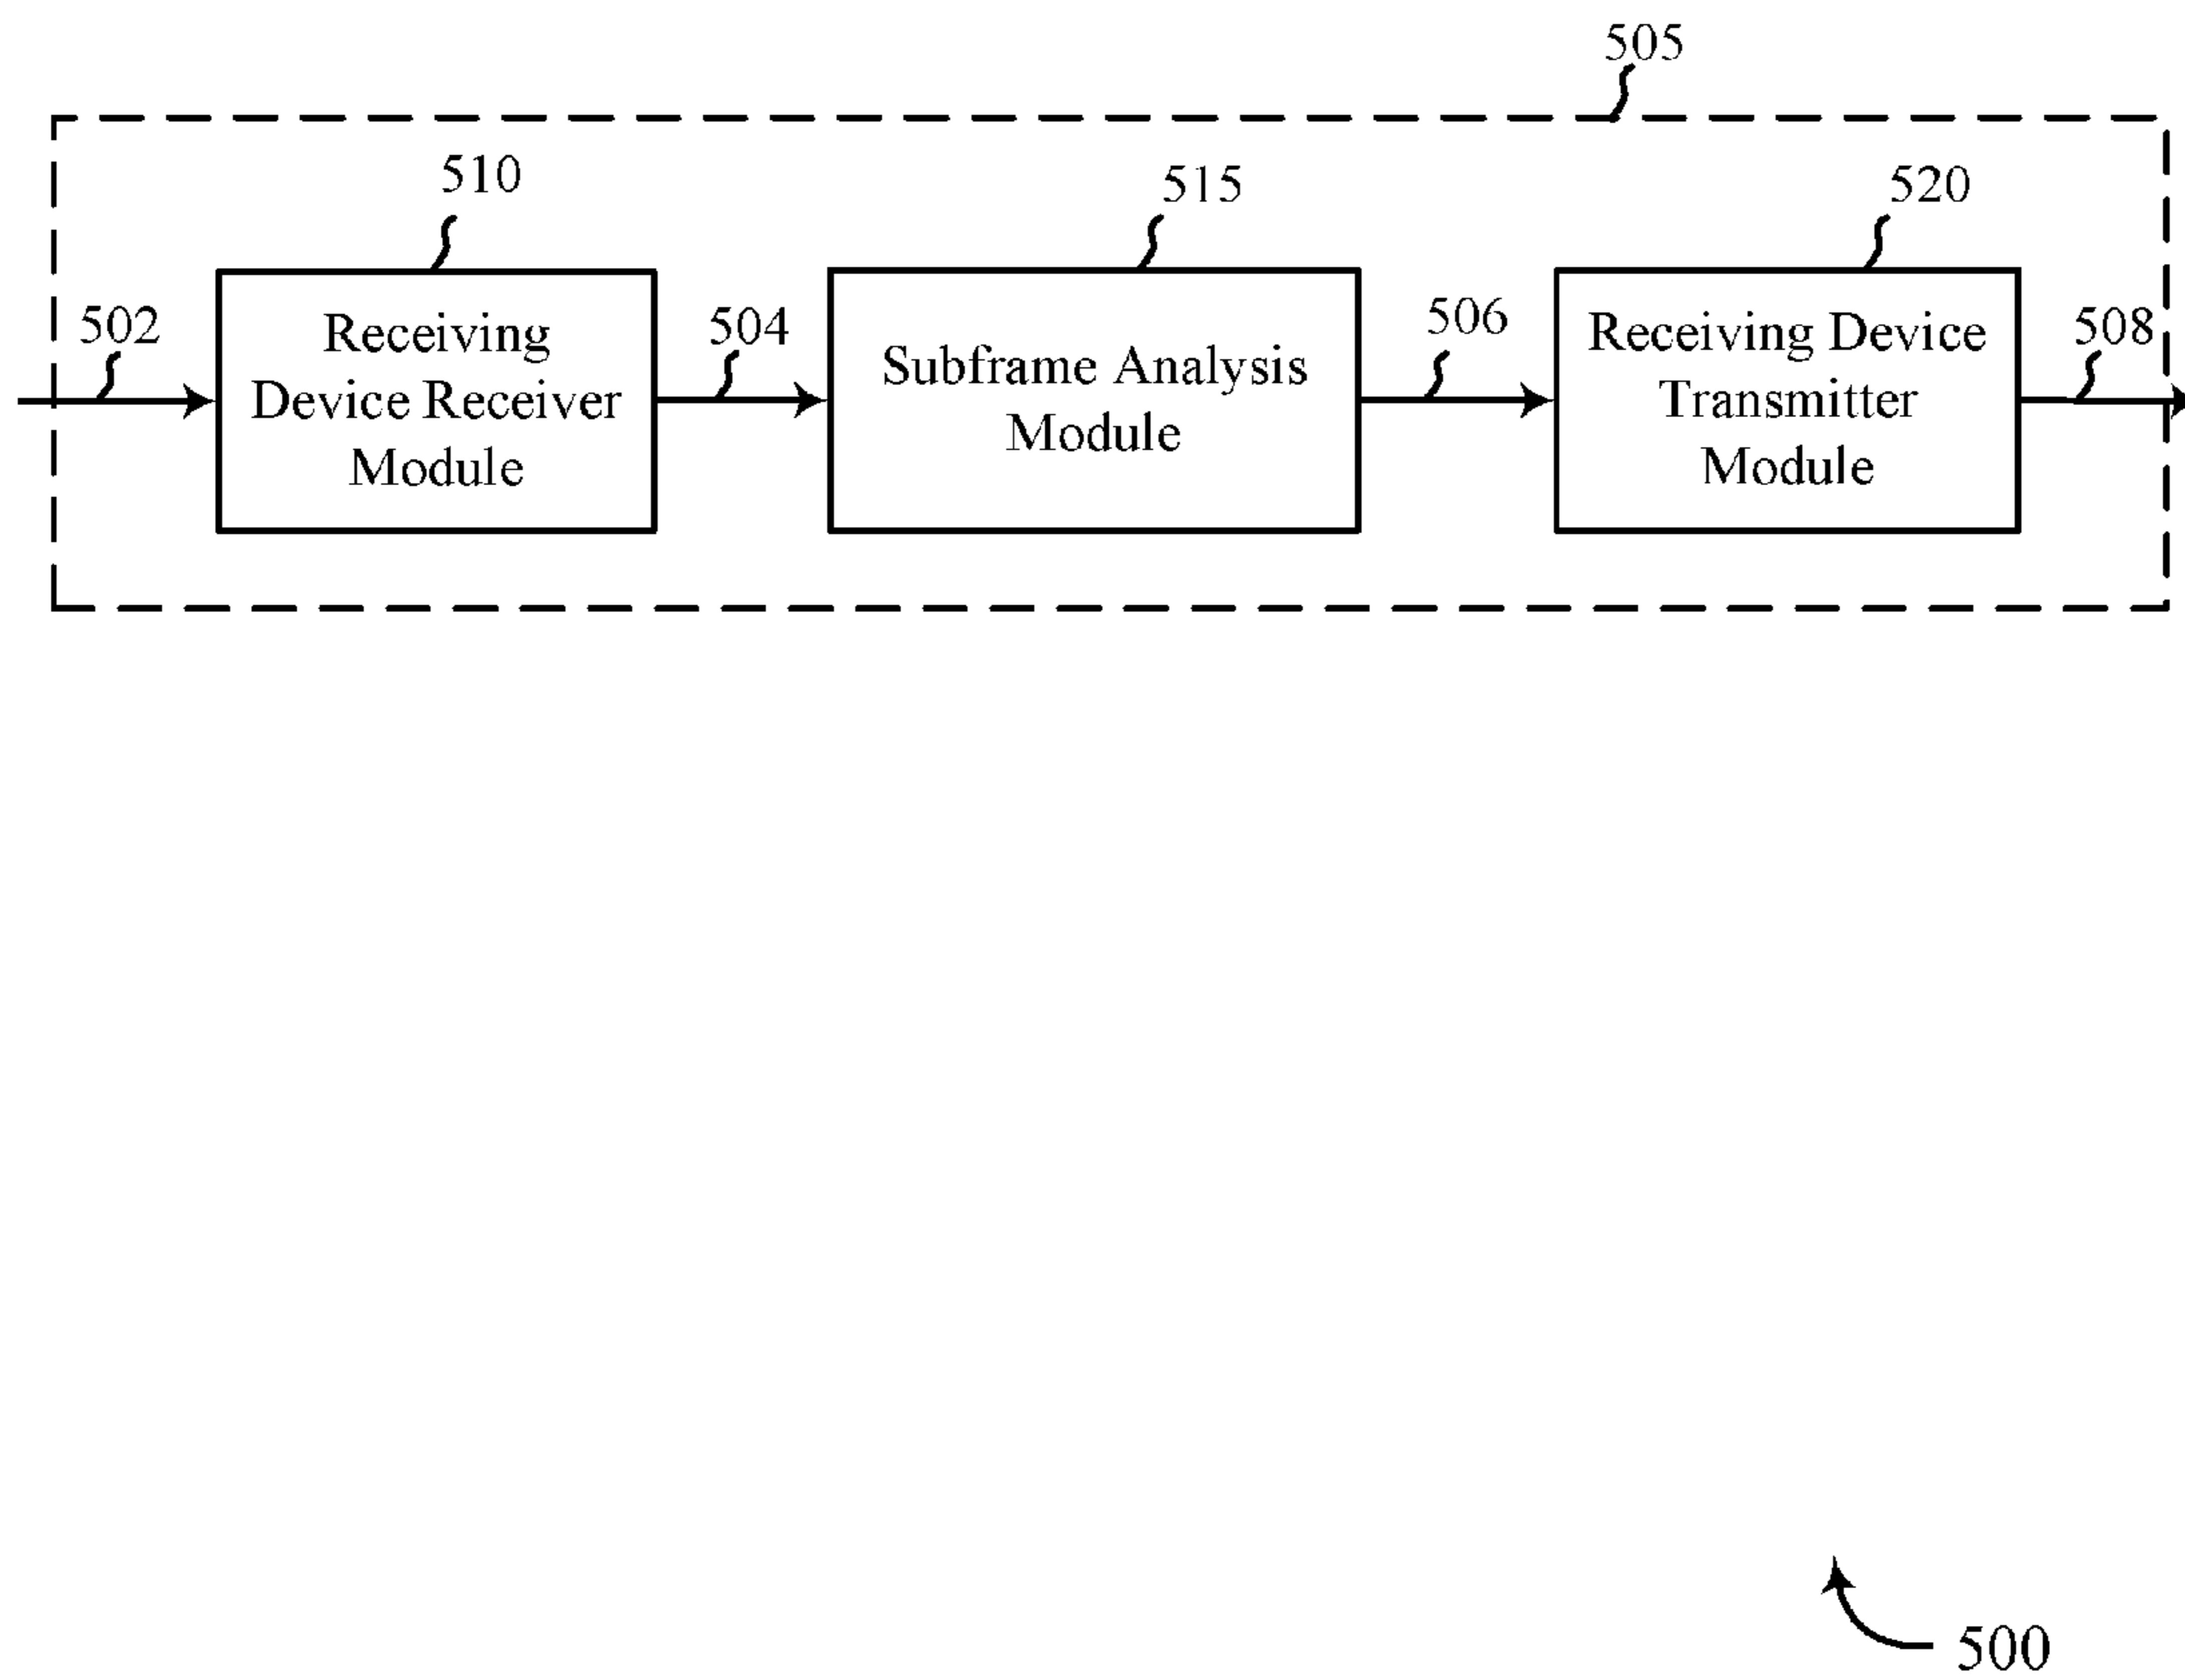 505
510
515
520
502
504
506
508
Receiving
Device Receiver
Module
Subframe Analysis
Module
Receiving Device
Transmitter
Module
500